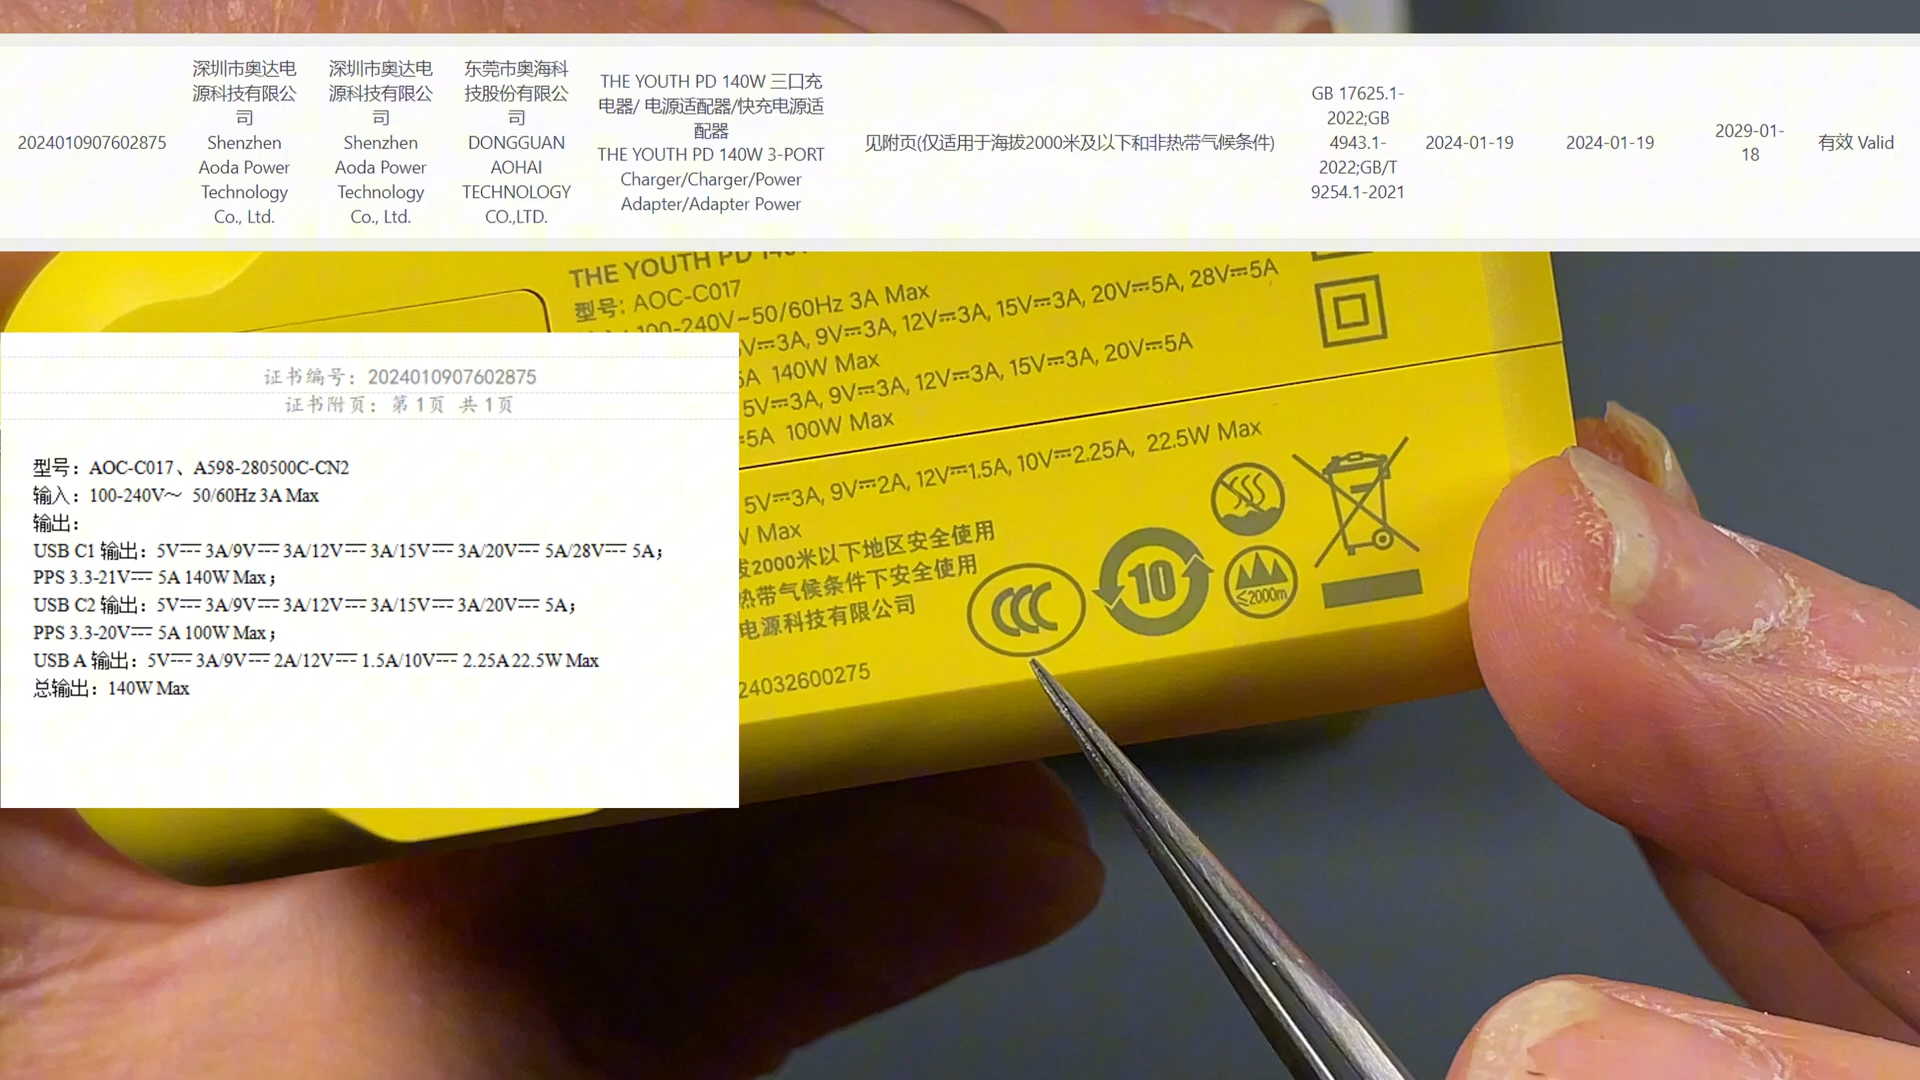 2024010907602875
深圳市奥达电
源科技有限公
司
Shenzhen
Aoda Power
Technology
Co., Ltd.
深圳市奥达电
源科技有限公
司
Shenzhen
Aoda Power
Technology
Co., Ltd.
东莞市奥海科
技股份有限公
司
DONGGUAN
AOHAI
TECHNOLOGY
CO.,LTD.
THE YOUTH PD 140W 三口充
电器/ 电源适配器/快充电源适
配器
THE YOUTH PD 140W 3-PORT
Charger/Charger/Power
Adapter/Adapter Power
见附页(仅适用于海拔2000米及以下和非热带气候条件)
GB 17625.1-
2022;GB
4943.1-
2022;GB/T
9254.1-2021
2024-01-19
2024-01-19
2029-01-
18
有效 Valid
THE YOUTH PD
型号: AOC-C017
100-240V~50/60Hz 3A Max
5V⎓3A, 9V⎓3A, 12V⎓3A, 15V⎓3A, 20V⎓5A, 28V⎓5A
5A 140W Max
5V⎓3A, 9V⎓3A, 12V⎓3A, 15V⎓3A, 20V⎓5A
⎓5A 100W Max
5V⎓3A, 9V⎓2A, 12V⎓1.5A, 10V⎓2.25A, 22.5W Max
W Max
拔2000米以下地区安全使用
热带气候条件下安全使用
电源科技有限公司
24032600275
CCC
10
≤2000m
证书编号：2024010907602875
证书附页：第 1页 共 1页
型号：AOC-C017、A598-280500C-CN2
输入：100-240V～ 50/60Hz 3A Max
输出：
USB C1 输出：5V⎓ 3A/9V⎓ 3A/12V⎓ 3A/15V⎓ 3A/20V⎓ 5A/28V⎓ 5A；
PPS 3.3-21V⎓ 5A 140W Max；
USB C2 输出：5V⎓ 3A/9V⎓ 3A/12V⎓ 3A/15V⎓ 3A/20V⎓ 5A；
PPS 3.3-20V⎓ 5A 100W Max；
USB A 输出：5V⎓ 3A/9V⎓ 2A/12V⎓ 1.5A/10V⎓ 2.25A 22.5W Max
总输出：140W Max